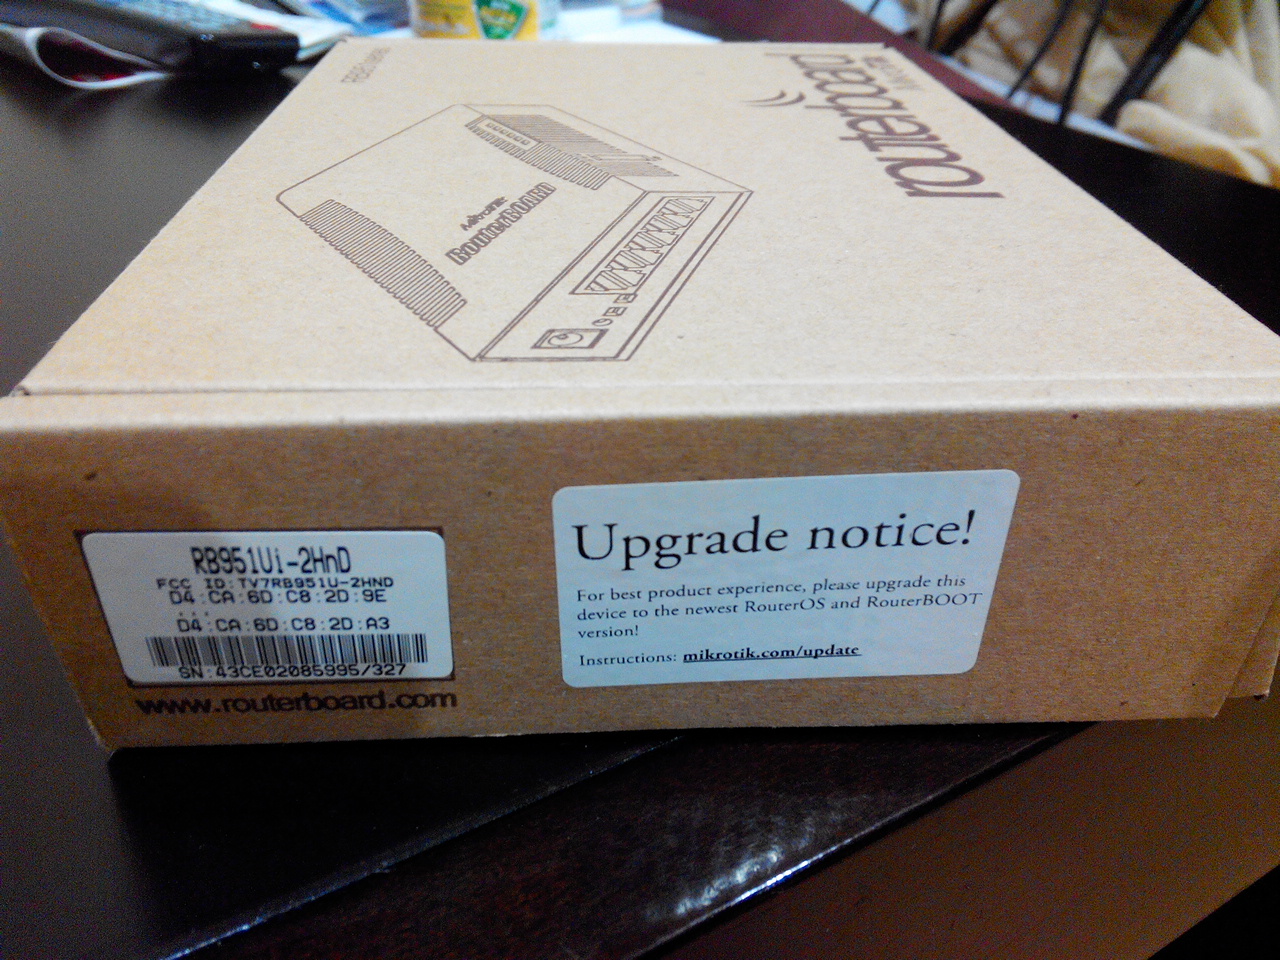 routerboard
MikroTik
RouterBOARD
RB951Ui-2HnD
FCC ID:TV7RB951U-2HND
D4:CA:6D:C8:2D:9E
...
D4:CA:6D:C8:2D:A3
SN:43CE02085995/327
www.routerboard.com
Upgrade notice!
For best product experience, please upgrade this
device to the newest RouterOS and RouterBOOT
version!
Instructions: mikrotik.com/update